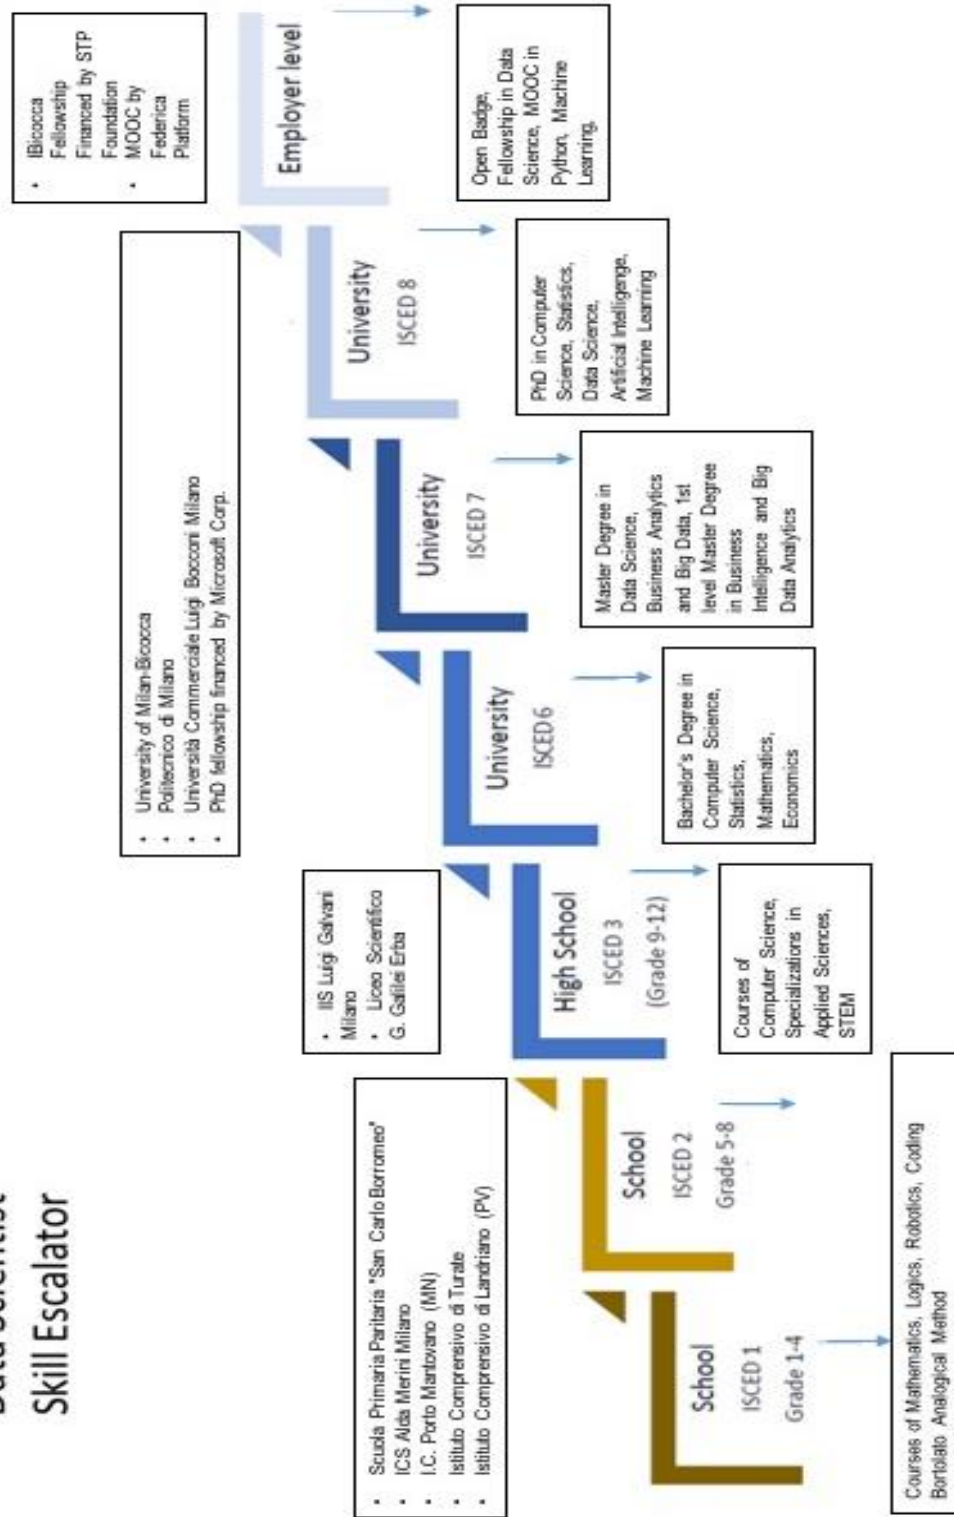 Data Scientist
Skill Escalator
• Scuola Primaria Paritaria "San Carlo Borromeo"
• ICS Alda Merini Milano
• I.C. Porto Mantovano (MN)
• Istituto Comprensivo di Turate
• Istituto Comprensivo di Landriano (PV)
• IIS Luigi Galvani
Milano
• Liceo Scientifico
G. Galilei Erba
• University of Milan-Bicocca
• Politecnico di Milano
• Università Commerciale Luigi Bocconi Milano
• PhD fellowship financed by Microsoft Corp.
• IBicocca
Fellowship
Financed by STP
Foundation
• MOOC by
Federica
Platform
School
ISCED 1
Grade 1-4
School
ISCED 2
Grade 5-8
High School
ISCED 3
(Grade 9-12)
University
ISCED 6
University
ISCED 7
University
ISCED 8
Employer level
Courses of Mathematics, Logics, Robotics, Coding
Bortolato Analogical Method
Courses of
Computer Science,
Specializations in
Applied Sciences,
STEM
Bachelor's Degree in
Computer Science,
Statistics,
Mathematics,
Economics
Master Degree in
Data Science,
Business Analytics
and Big Data, 1st
level Master Degree
in Business
Intelligence and Big
Data Analytics
PhD in Computer
Science, Statistics,
Data Science,
Artificial Intelligence,
Machine Learning
Open Badge,
Fellowship in Data
Science, MOOC in
Python, Machine
Learning,